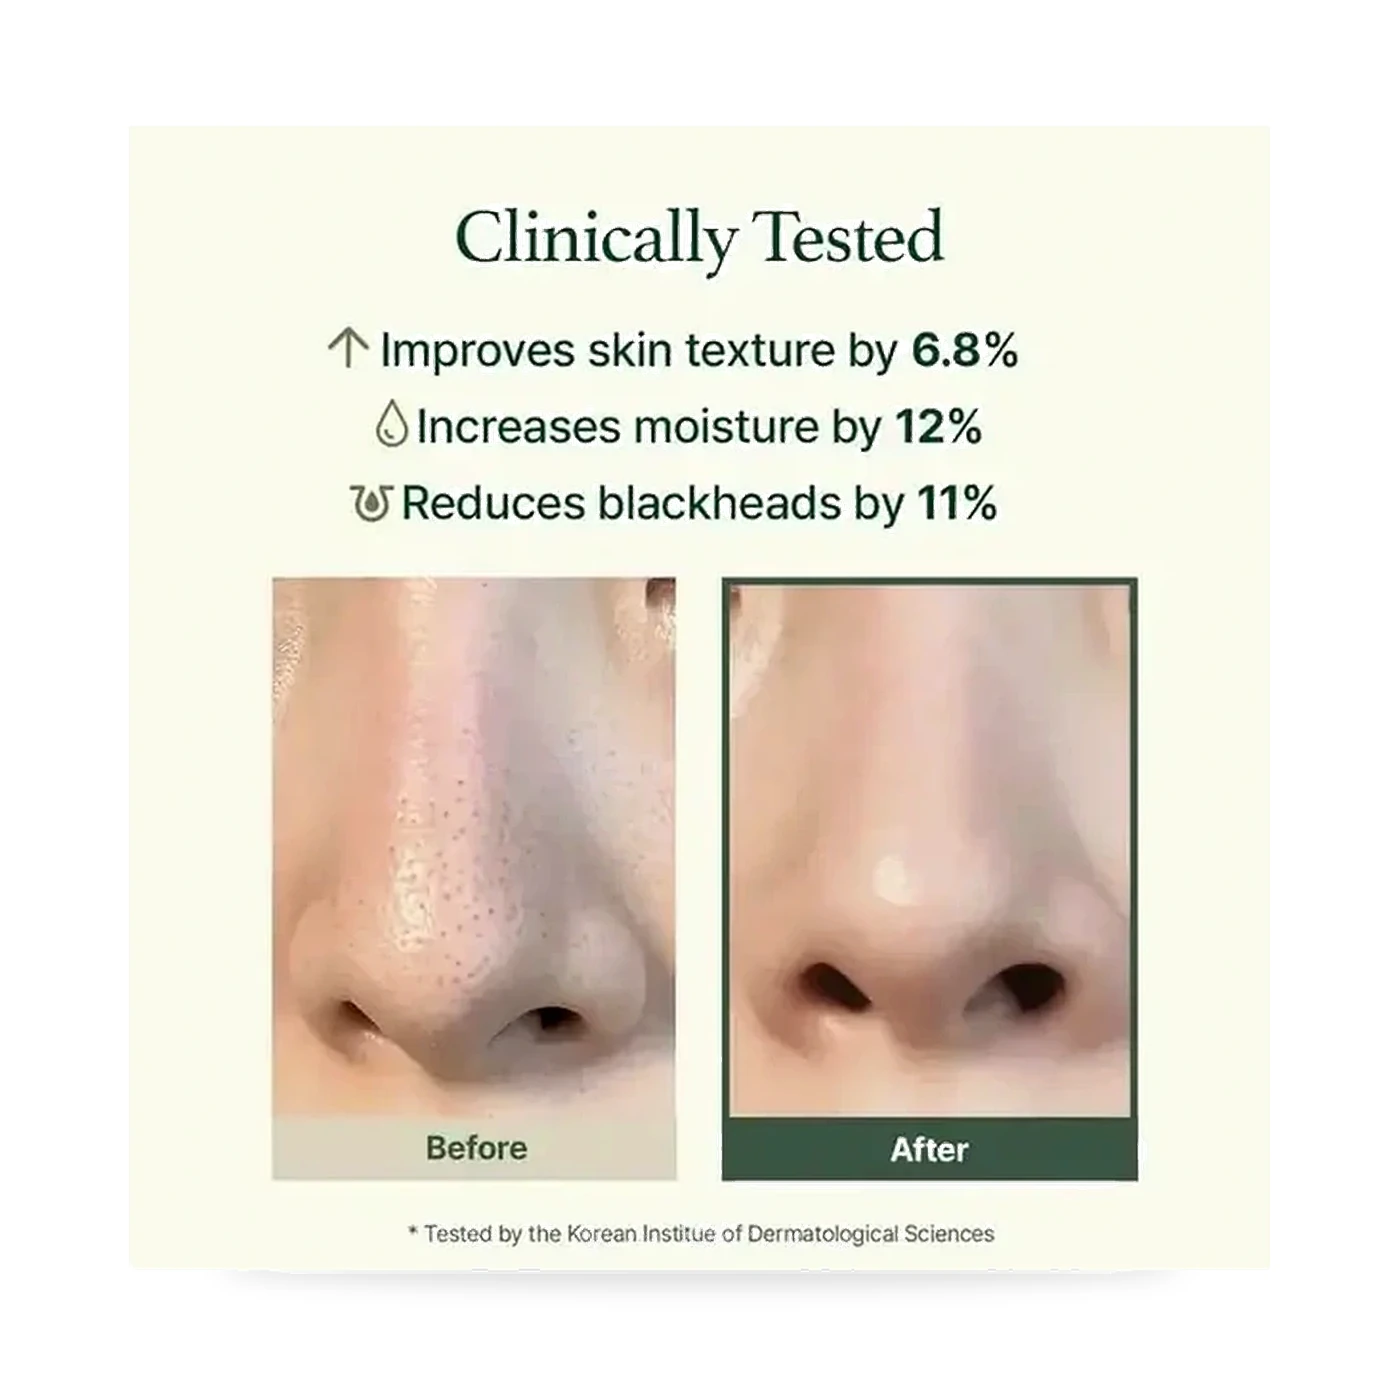 Clinically Tested
Improves skin texture by 6.8%
Increases moisture by 12%
Reduces blackheads by 11%
Before
After
* Tested by the Korean Institue of Dermatological Sciences